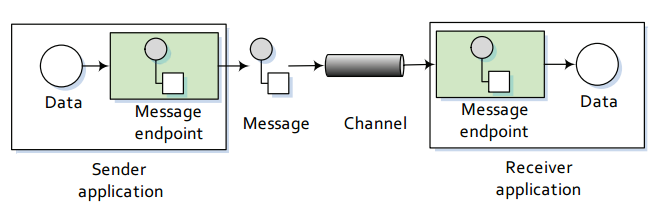 Data
Message
endpoint
Message
Channel
Message
endpoint
Data
Sender
application
Receiver
application